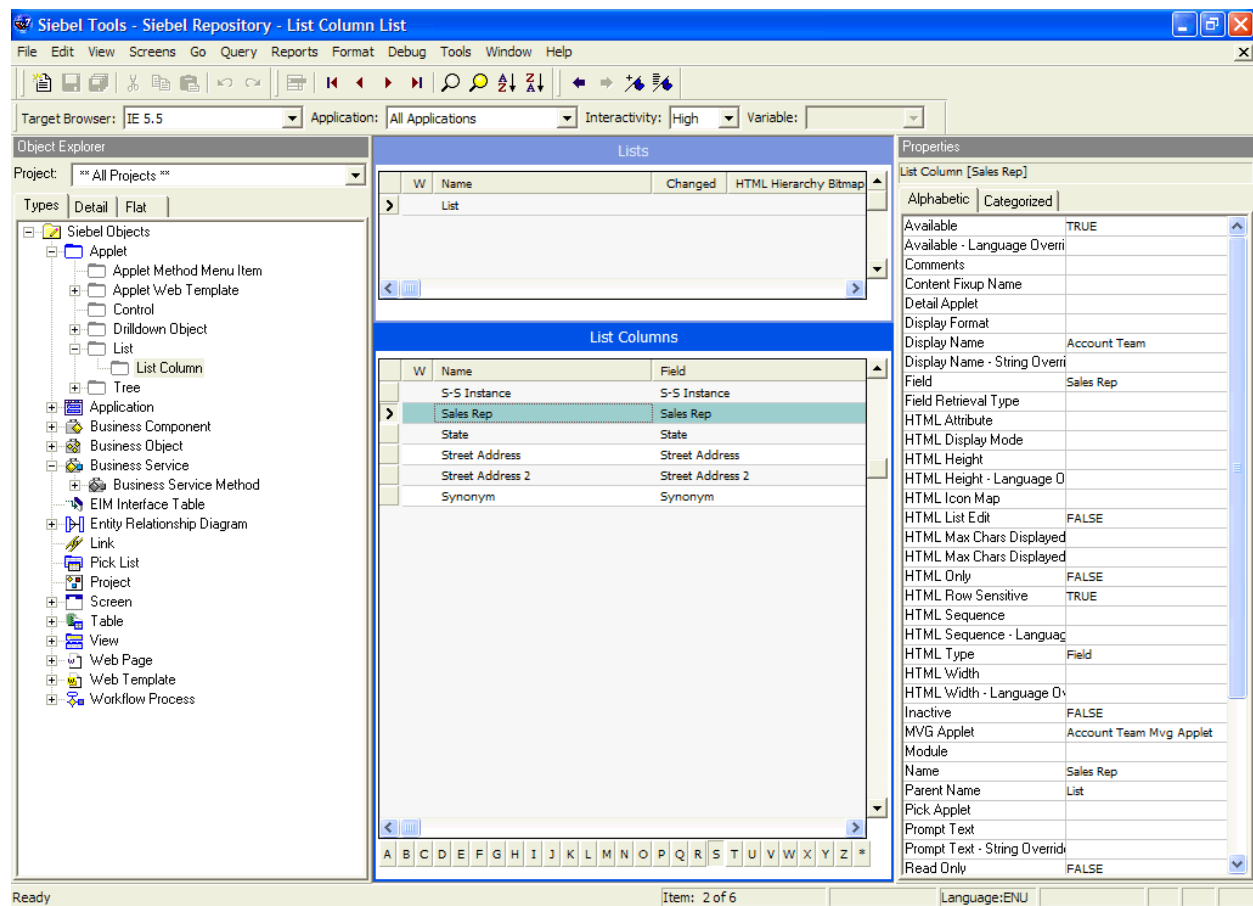 Siebel Tools - Siebel Repository - List Column List
File Edit View Screens Go Query Reports Format Debug Tools Window Help
Target Browser: IE 5.5 Application: All Applications Interactivity: High Variable:
Object Explorer
Project: ** All Projects **
Types Detail Flat
Siebel Objects
Applet
Applet Method Menu Item
Applet Web Template
Control
Drilldown Object
List
List Column
Tree
Application
Business Component
Business Object
Business Service
Business Service Method
EIM Interface Table
Entity Relationship Diagram
Link
Pick List
Project
Screen
Table
View
Web Page
Web Template
Workflow Process
Lists
W Name Changed HTML Hierarchy Bitmap
List
List Columns
W Name Field
S-S Instance S-S Instance
Sales Rep Sales Rep
State State
Street Address Street Address
Street Address 2 Street Address 2
Synonym Synonym
A B C D E F G H I J K L M N O P Q R S T U V W X Y Z *
Properties
List Column [Sales Rep]
Alphabetic Categorized
Available TRUE
Available - Language Overri
Comments
Content Fixup Name
Detail Applet
Display Format
Display Name Account Team
Display Name - String Overri
Field Sales Rep
Field Retrieval Type
HTML Attribute
HTML Display Mode
HTML Height
HTML Height - Language O
HTML Icon Map
HTML List Edit FALSE
HTML Max Chars Displayed
HTML Max Chars Displayed
HTML Only FALSE
HTML Row Sensitive TRUE
HTML Sequence
HTML Sequence - Languag
HTML Type Field
HTML Width
HTML Width - Language Ov
Inactive FALSE
MVG Applet Account Team Mvg Applet
Module
Name Sales Rep
Parent Name List
Pick Applet
Prompt Text
Prompt Text - String Overrid
Read Only FALSE
Ready Item: 2 of 6 Language:ENU